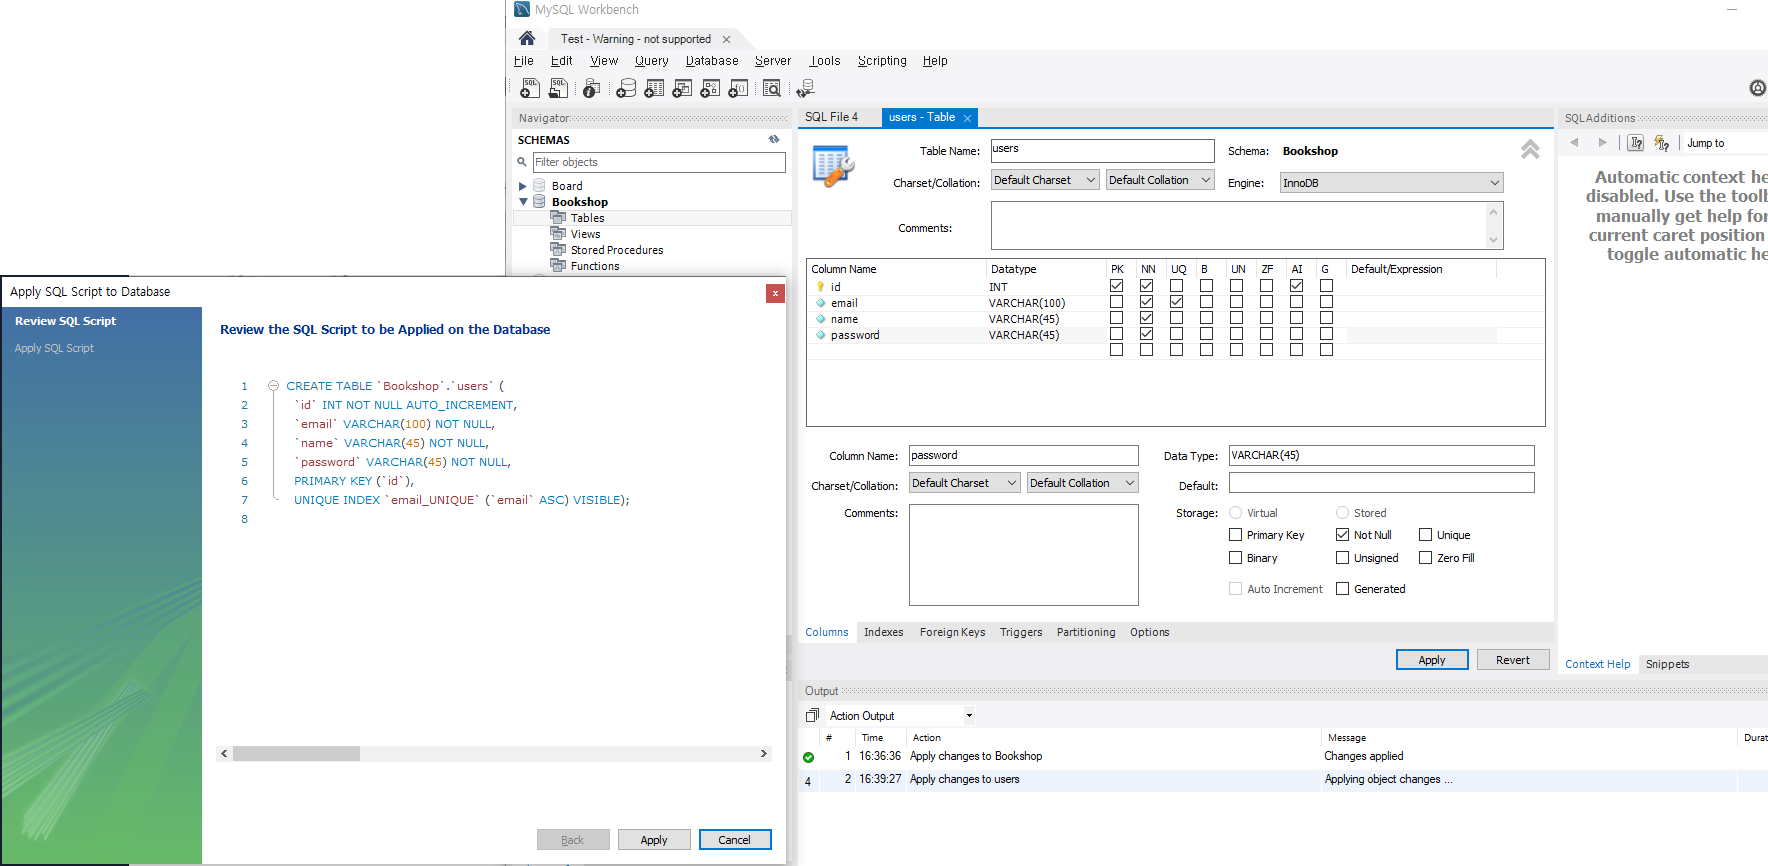 MySQL Workbench
Test - Warning - not supported
File Edit View Query Database Server Tools Scripting Help
Navigator
SCHEMAS
Filter objects
Board
Bookshop
Tables
Views
Stored Procedures
Functions
SQL File 4
users - Table
Table Name: users
Schema: Bookshop
Charset/Collation: Default Charset Default Collation
Engine: InnoDB
Comments:
Column Name Datatype PK NN UQ B UN ZF AI G Default/Expression
id INT
email VARCHAR(100)
name VARCHAR(45)
password VARCHAR(45)
Column Name: password
Data Type: VARCHAR(45)
Charset/Collation: Default Charset Default Collation
Default:
Comments:
Storage: Virtual Stored
Primary Key Not Null Unique
Binary Unsigned Zero Fill
Auto Increment Generated
Columns Indexes Foreign Keys Triggers Partitioning Options
Apply Revert
SQLAdditions
Jump to
Automatic context he
disabled. Use the toolb
manually get help for
current caret position
toggle automatic he
Context Help Snippets
Output
Action Output
# Time Action Message Durat
1 16:36:36 Apply changes to Bookshop Changes applied
4 2 16:39:27 Apply changes to users Applying object changes ...
Apply SQL Script to Database
x
Review SQL Script
Apply SQL Script
Review the SQL Script to be Applied on the Database
1 CREATE TABLE `Bookshop`.`users` (
2 `id` INT NOT NULL AUTO_INCREMENT,
3 `email` VARCHAR(100) NOT NULL,
4 `name` VARCHAR(45) NOT NULL,
5 `password` VARCHAR(45) NOT NULL,
6 PRIMARY KEY (`id`),
7 UNIQUE INDEX `email_UNIQUE` (`email` ASC) VISIBLE);
8
Back Apply Cancel